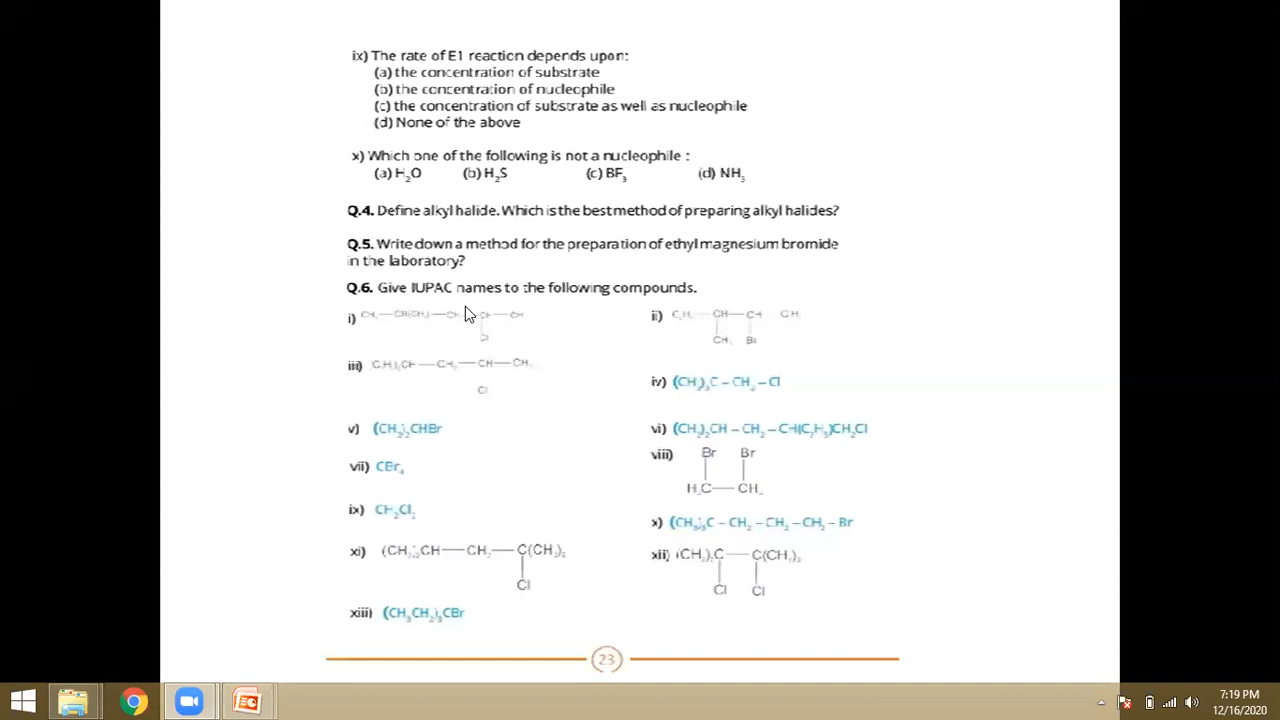 ix) The rate of E1 reaction depends upon:
(a) the concentration of substrate
(b) the concentration of nucleophile
(c) the concentration of substrate as well as nucleophile
(d) None of the above
x) Which one of the following is not a nucleophile :
(a) H₂O (b) H₂S (c) BF₃ (d) NH₃
Q.4. Define alkyl halide. Which is the best method of preparing alkyl halides?
Q.5. Write down a method for the preparation of ethyl magnesium bromide
in the laboratory?
Q.6. Give IUPAC names to the following compounds.
i)
Cl
ii)
CH₃ Br
iii)
Cl
iv) (CH₃)₃C – CH₂ – Cl
v) (CH₃)₂CHBr
vi) (CH₃)₂CH – CH₂ – CH(C₂H₅)CH₂Cl
vii) CBr₄
viii) Br Br
H₂C—CH₂
ix) CH₂Cl₂
x) (CH₃)₃C – CH₂ – CH₂ – CH₂ – Br
xi) (CH₃)₂CH—CH₂—C(CH₃)₂
Cl
xii) (CH₃)₂C—C(CH₃)₂
Cl Cl
xiii) (CH₃CH₂)₃CBr
23
7:19 PM
12/16/2020